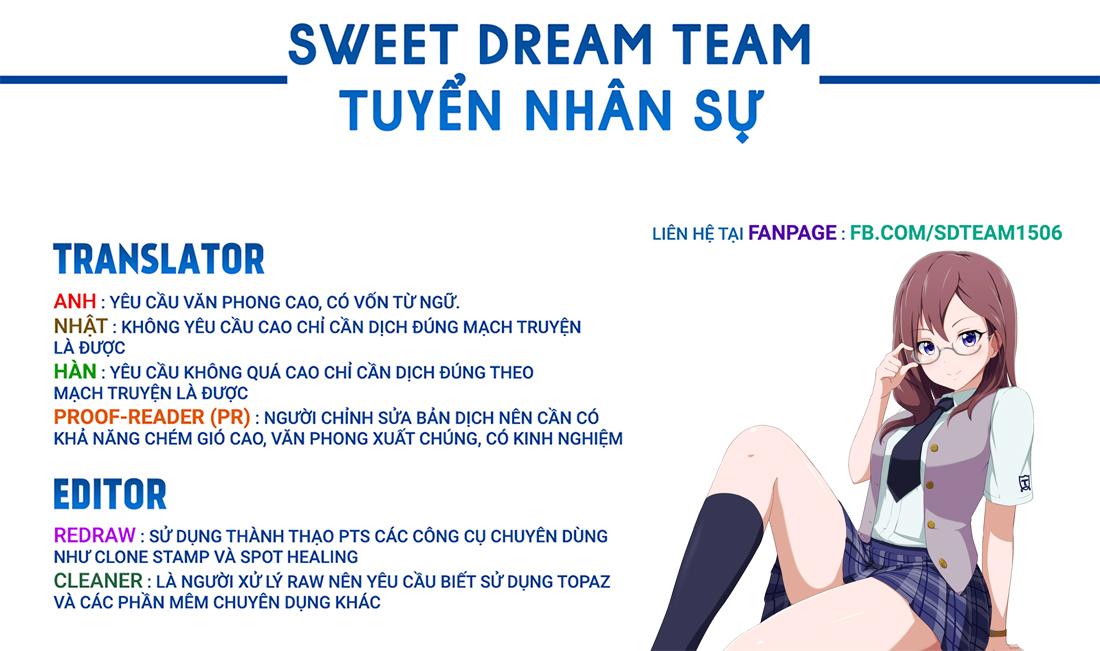 SWEET DREAM TEAM
TUYỂN NHÂN SỰ
LIÊN HỆ TẠI FANPAGE : FB.COM/SDTEAM1506
TRANSLATOR
ANH : YÊU CẦU VĂN PHONG CAO, CÓ VỐN TỪ NGỮ.
NHẬT : KHÔNG YÊU CẦU CAO CHỈ CẦN DỊCH ĐÚNG MẠCH TRUYỆN
LÀ ĐƯỢC
HÀN : YÊU CẦU KHÔNG QUÁ CAO CHỈ CẦN DỊCH ĐÚNG THEO
MẠCH TRUYỆN LÀ ĐƯỢC
PROOF-READER (PR) : NGƯỜI CHỈNH SỬA BẢN DỊCH NÊN CẦN CÓ
KHẢ NĂNG CHÉM GIÓ CAO, VĂN PHONG XUẤT CHÚNG, CÓ KINH NGHIỆM
EDITOR
REDRAW : SỬ DỤNG THÀNH THẠO PTS CÁC CÔNG CỤ CHUYÊN DÙNG
NHƯ CLONE STAMP VÀ SPOT HEALING
CLEANER : LÀ NGƯỜI XỬ LÝ RAW NÊN YÊU CẦU BIẾT SỬ DỤNG TOPAZ
VÀ CÁC PHẦN MÊM CHUYÊN DỤNG KHÁC